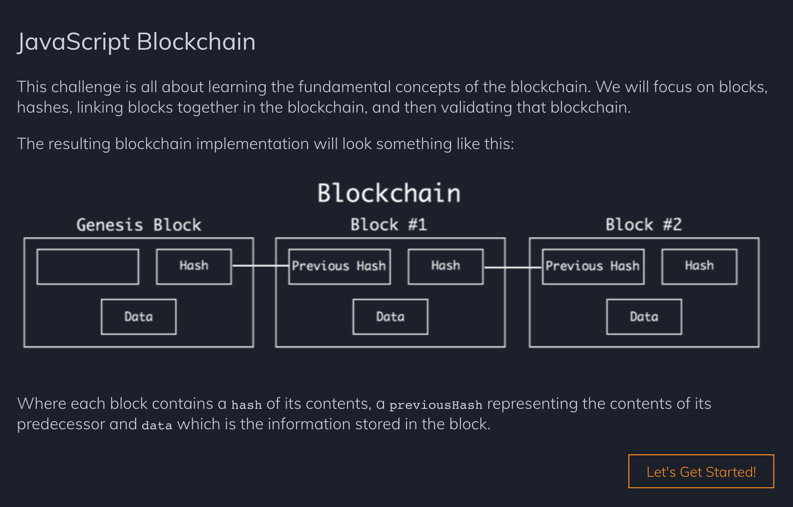 JavaScript Blockchain
This challenge is all about learning the fundamental concepts of the blockchain. We will focus on blocks,
hashes, linking blocks together in the blockchain, and then validating that blockchain.
The resulting blockchain implementation will look something like this:
Blockchain
Genesis Block
Block #1
Block #2
Hash
Previous Hash
Hash
Previous Hash
Hash
Data
Data
Data
Where each block contains a hash of its contents, a previousHash representing the contents of its
predecessor and data which is the information stored in the block.
Let's Get Started!